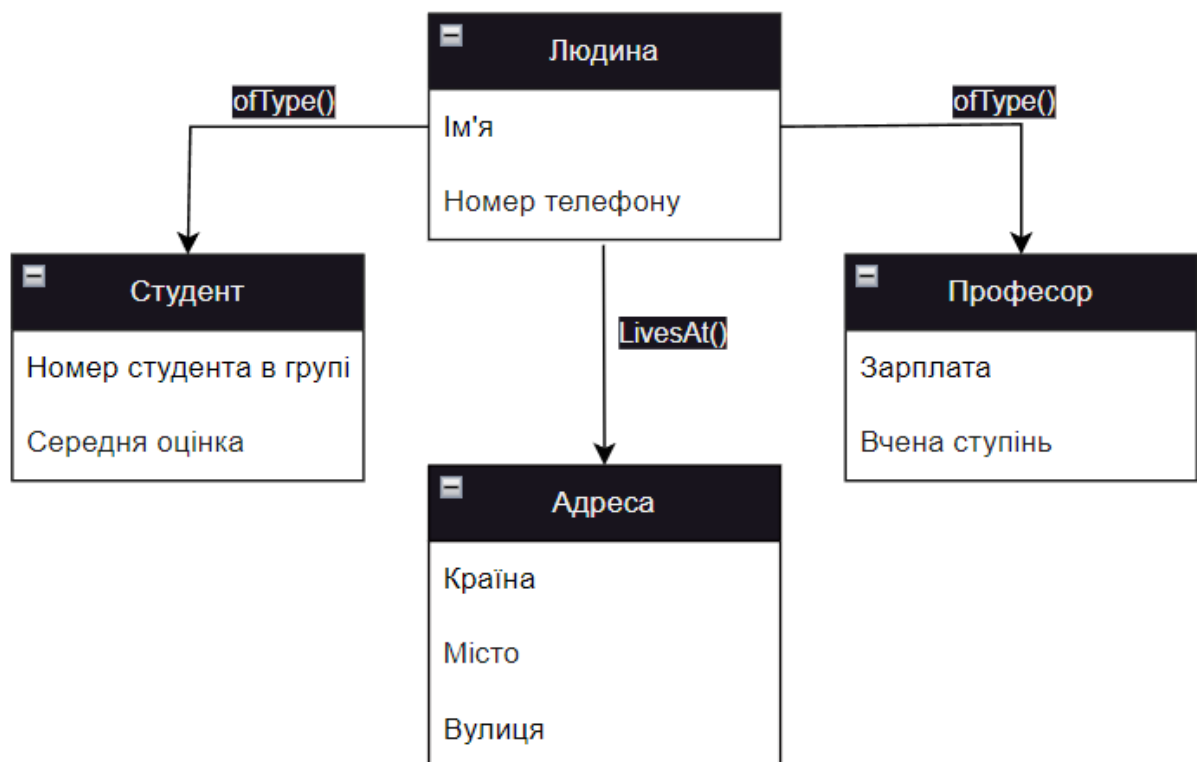 Людина
ofType()
ofType()
Ім'я
Номер телефону
Студент
Номер студента в групі
Середня оцінка
Професор
Зарплата
Вчена ступінь
LivesAt()
Адреса
Країна
Місто
Вулиця